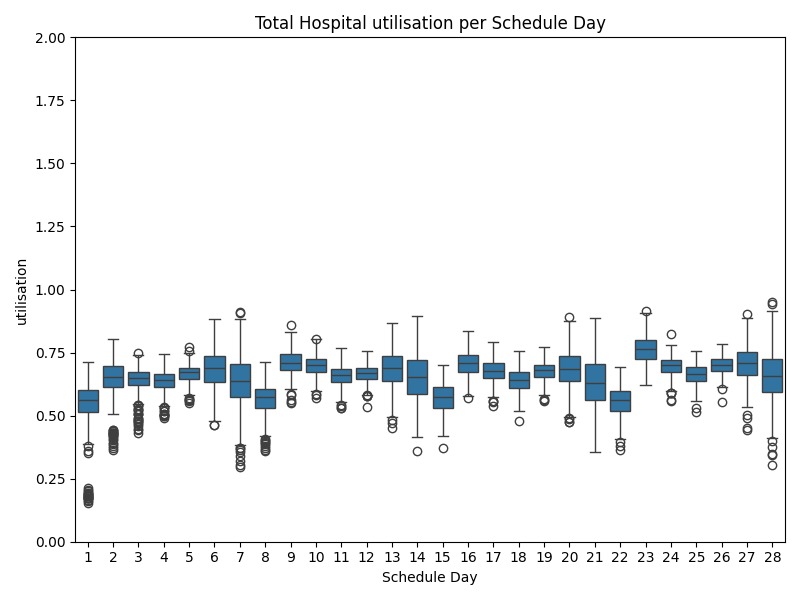 Total Hospital utilisation per Schedule Day
2.00
1.75
1.50
1.25
1.00
0.75
0.50
0.25
0.00
utilisation
1 2 3 4 5 6 7 8 9 10 11 12 13 14 15 16 17 18 19 20 21 22 23 24 25 26 27 28
Schedule Day